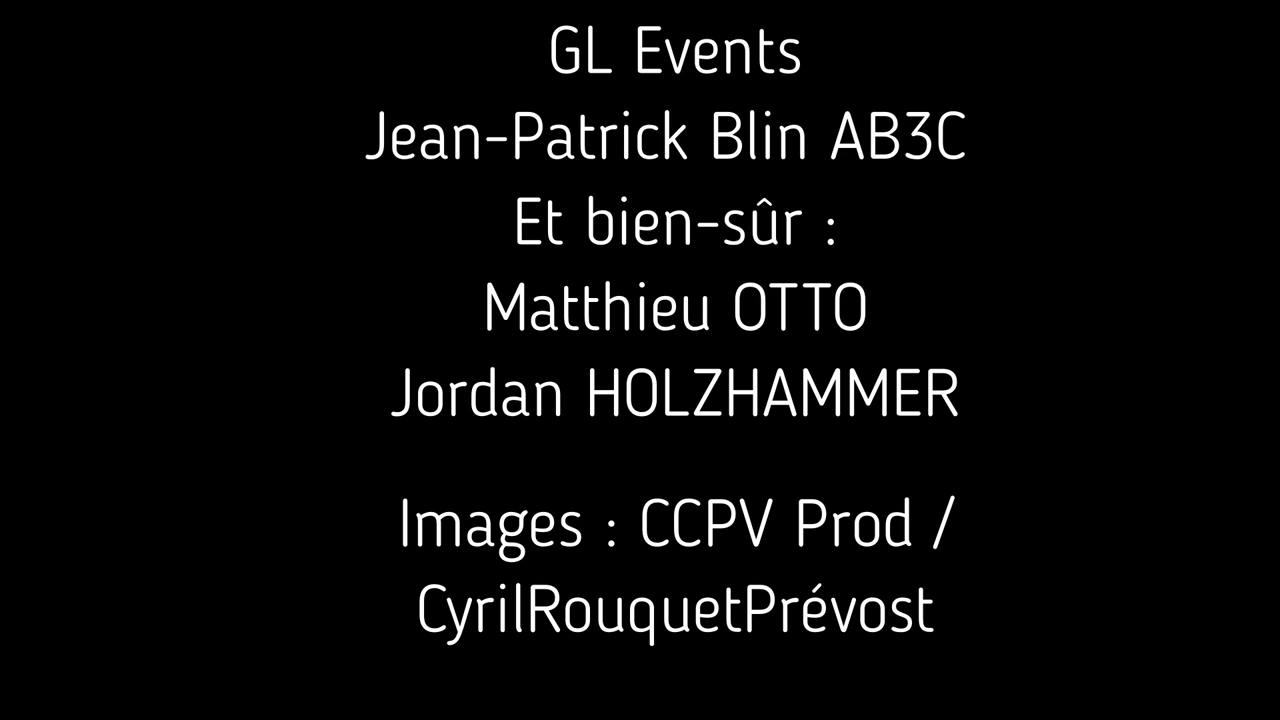 GL Events
Jean-Patrick Blin AB3C
Et bien-sûr :
Matthieu OTTO
Jordan HOLZHAMMER
Images : CCPV Prod /
CyrilRouquetPrévost